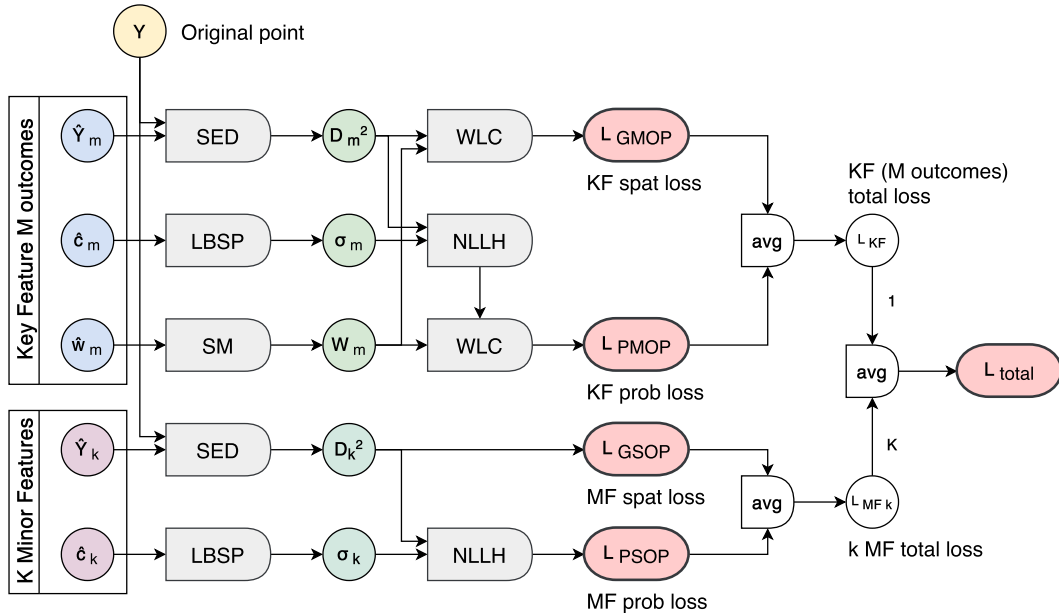 Y
Original point
Key Feature M outcomes
Ŷ m
SED
D m ²
WLC
L GMOP
KF spat loss
KF (M outcomes)
total loss
ĉ m
LBSP
σ m
NLLH
avg
L KF
1
ŵ m
SM
W m
WLC
L PMOP
KF prob loss
avg
L total
K Minor Features
Ŷ k
SED
D k ²
L GSOP
MF spat loss
K
avg
L MF k
k MF total loss
ĉ k
LBSP
σ k
NLLH
L PSOP
MF prob loss